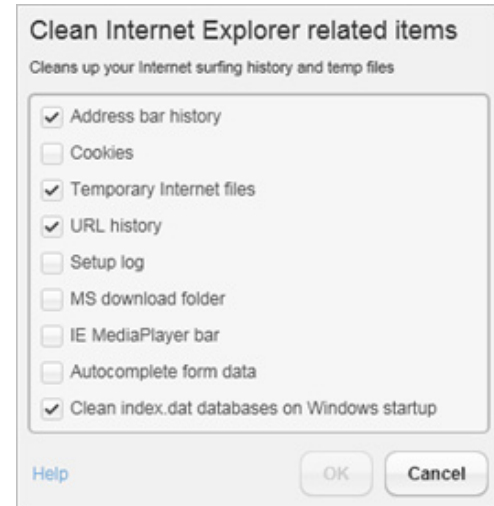 Clean Internet Explorer related items
Cleans up your Internet surfing history and temp files
Address bar history
Cookies
Temporary Internet files
URL history
Setup log
MS download folder
IE MediaPlayer bar
Autocomplete form data
Clean index.dat databases on Windows startup
Help
OK
Cancel